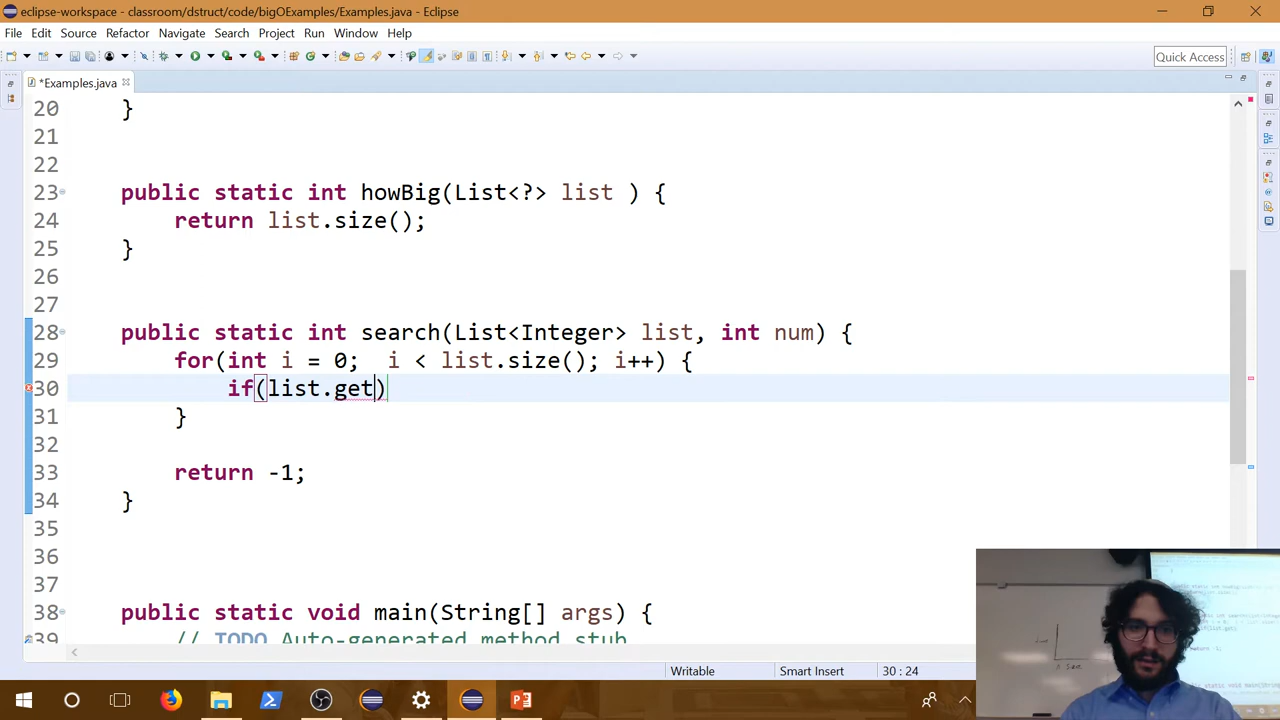 eclipse-workspace - classroom/dstruct/code/bigOExamples/Examples.java - Eclipse
File Edit Source Refactor Navigate Search Project Run Window Help
Quick Access
*Examples.java
20 }
21
22
23 public static int howBig(List<?> list ) {
24 return list.size();
25 }
26
27
28 public static int search(List<Integer> list, int num) {
29 for(int i = 0;  i < list.size(); i++) {
30 if(list.get)
31 }
32
33 return -1;
34 }
35
36
37
38 public static void main(String[] args) {
39 // TODO Auto-generated method stub
Writable Smart Insert 30 : 24